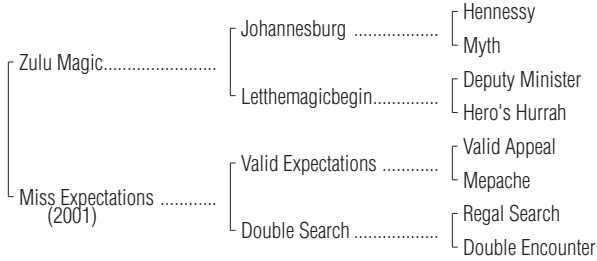 Hennessy
Johannesburg ..................
Myth
Zulu Magic........................
Deputy Minister
Letthemagicbegin..............
Hero's Hurrah
Valid Appeal
Valid Expectations ............
Mepache
Miss Expectations ............
(2001)
Regal Search
Double Search ..................
Double Encounter